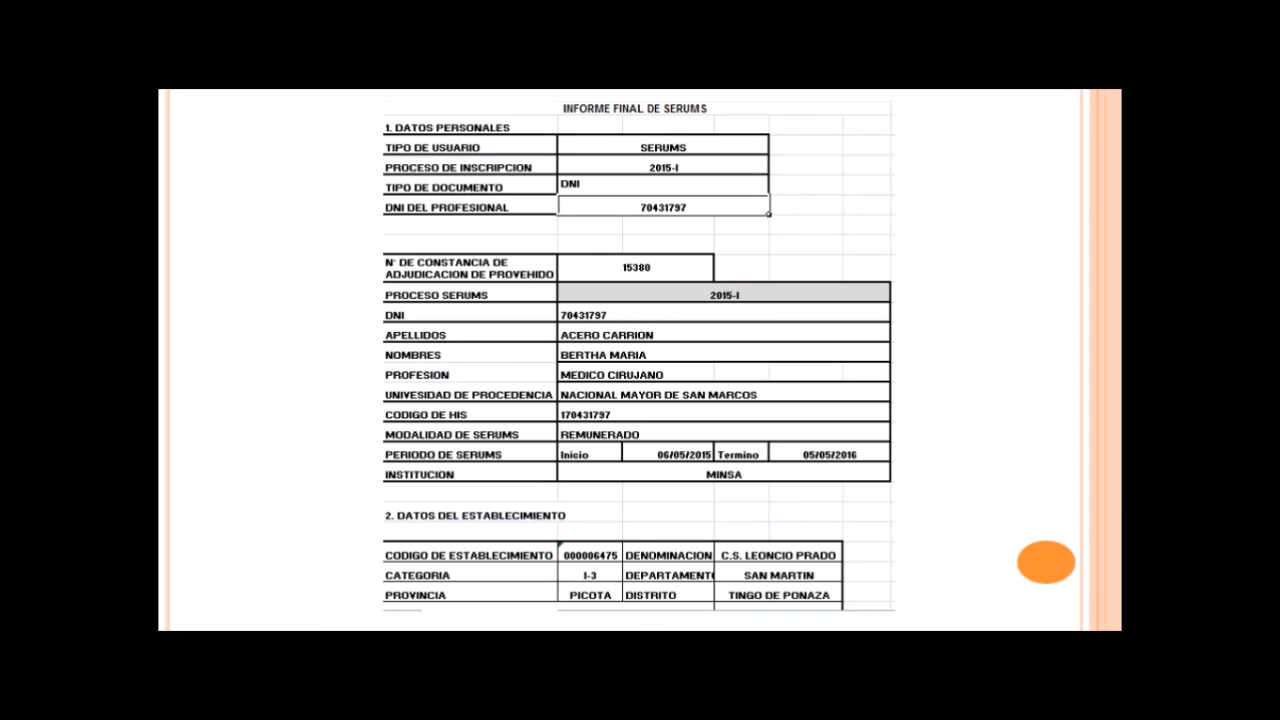 INFORME FINAL DE SERUMS
1. DATOS PERSONALES
TIPO DE USUARIO SERUMS
PROCESO DE INSCRIPCION 2015-I
TIPO DE DOCUMENTO DNI
DNI DEL PROFESIONAL 70431797
N° DE CONSTANCIA DE
ADJUDICACION DE PROVEHIDO 15380
PROCESO SERUMS 2015-I
DNI 70431797
APELLIDOS ACERO CARRION
NOMBRES BERTHA MARIA
PROFESION MEDICO CIRUJANO
UNIVESIDAD DE PROCEDENCIA NACIONAL MAYOR DE SAN MARCOS
CODIGO DE HIS 170431797
MODALIDAD DE SERUMS REMUNERADO
PERIODO DE SERUMS Inicio 06/05/2015 Termino 05/05/2016
INSTITUCION MINSA
2. DATOS DEL ESTABLECIMIENTO
CODIGO DE ESTABLECIMIENTO 000006475 DENOMINACION C.S. LEONCIO PRADO
CATEGORIA I-3 DEPARTAMENTO SAN MARTIN
PROVINCIA PICOTA DISTRITO TINGO DE PONAZA